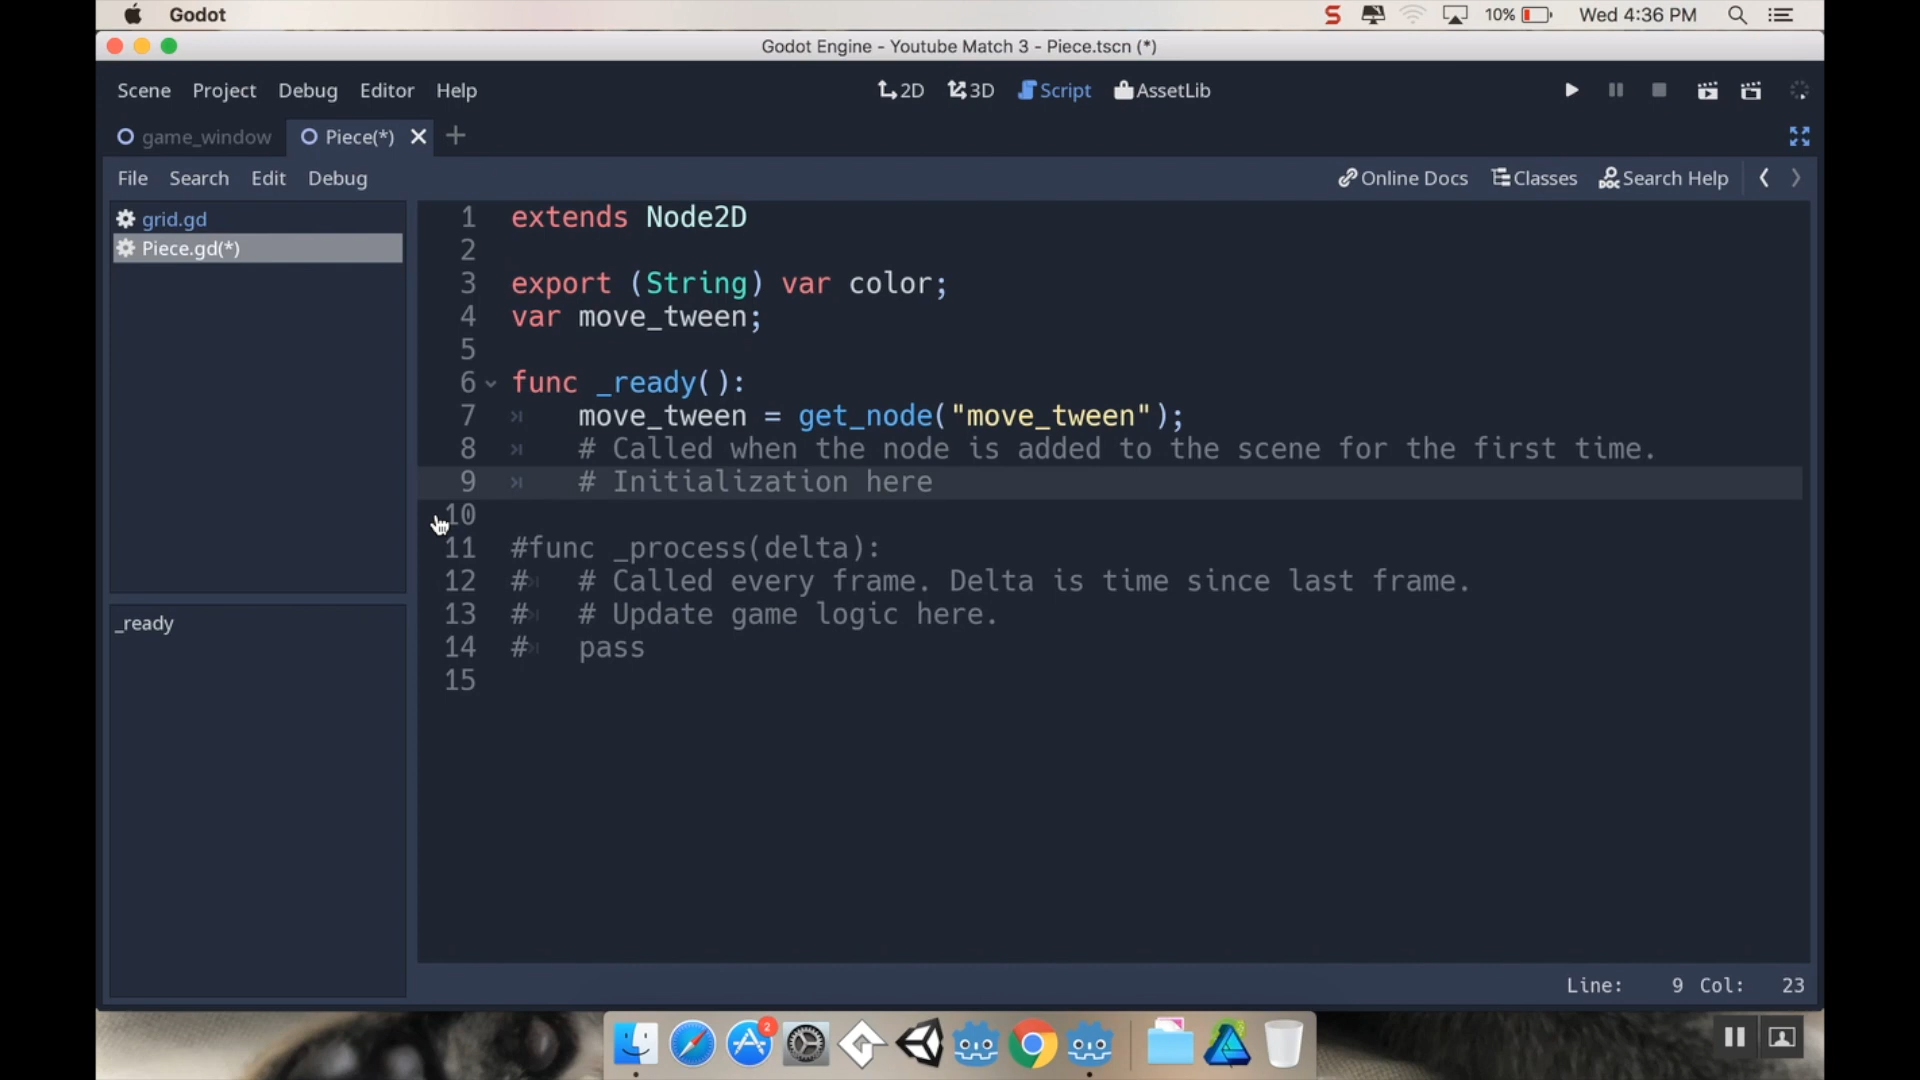 Godot
S
10%
Wed 4:36 PM
Godot Engine - Youtube Match 3 - Piece.tscn (*)
Scene Project Debug Editor Help
2D 3D Script AssetLib
game_window Piece(*)
File Search Edit Debug
Online Docs Classes Search Help
grid.gd
Piece.gd(*)
_ready
1 extends Node2D
2
3 export (String) var color;
4 var move_tween;
5
6 func _ready():
7 move_tween = get_node("move_tween");
8 # Called when the node is added to the scene for the first time.
9 # Initialization here
10
11 #func _process(delta):
12 # # Called every frame. Delta is time since last frame.
13 # # Update game logic here.
14 # pass
15
Line: 9 Col: 23
2